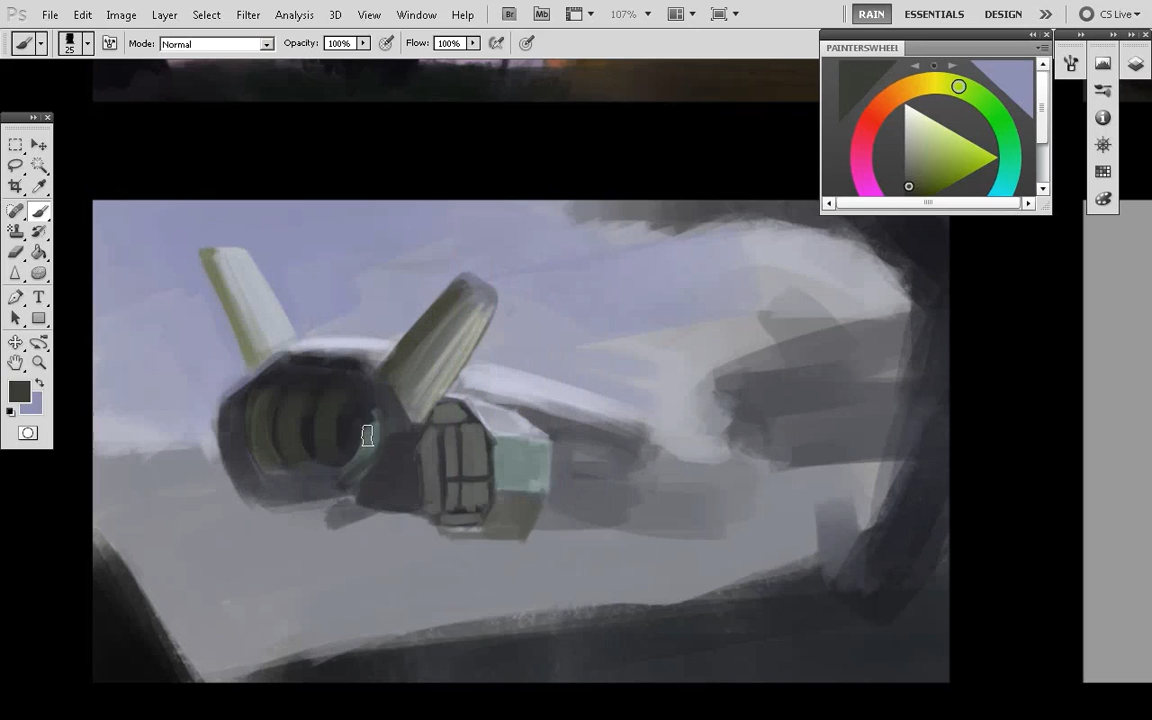 Ps File Edit Image Layer Select Filter Analysis 3D View Window Help Br Mb 107% RAIN ESSENTIALS DESIGN CS Live
25 Mode: Normal Opacity: 100% Flow: 100%
PAINTERSWHEEL